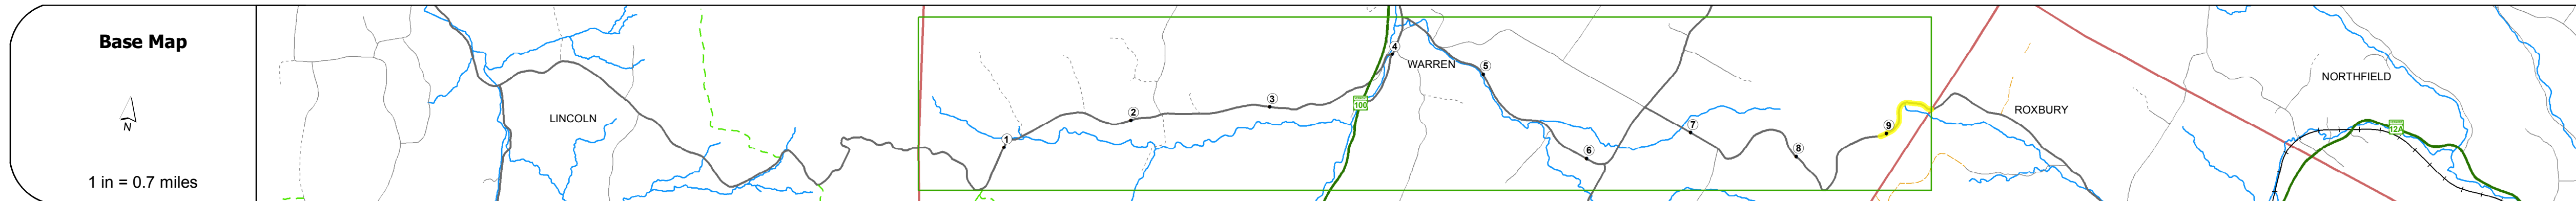 Base Map
N
1 in = 0.7 miles
LINCOLN
1
2
3
100
4
WARREN
5
6
7
8
9
ROXBURY
NORTHFIELD
12A